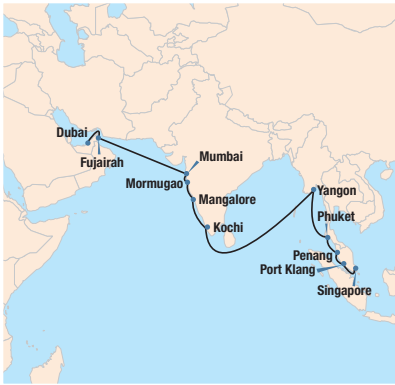 Dubai
Fujairah
Mumbai
Mormugao
Mangalore
Kochi
Yangon
Phuket
Penang
Port Klang
Singapore